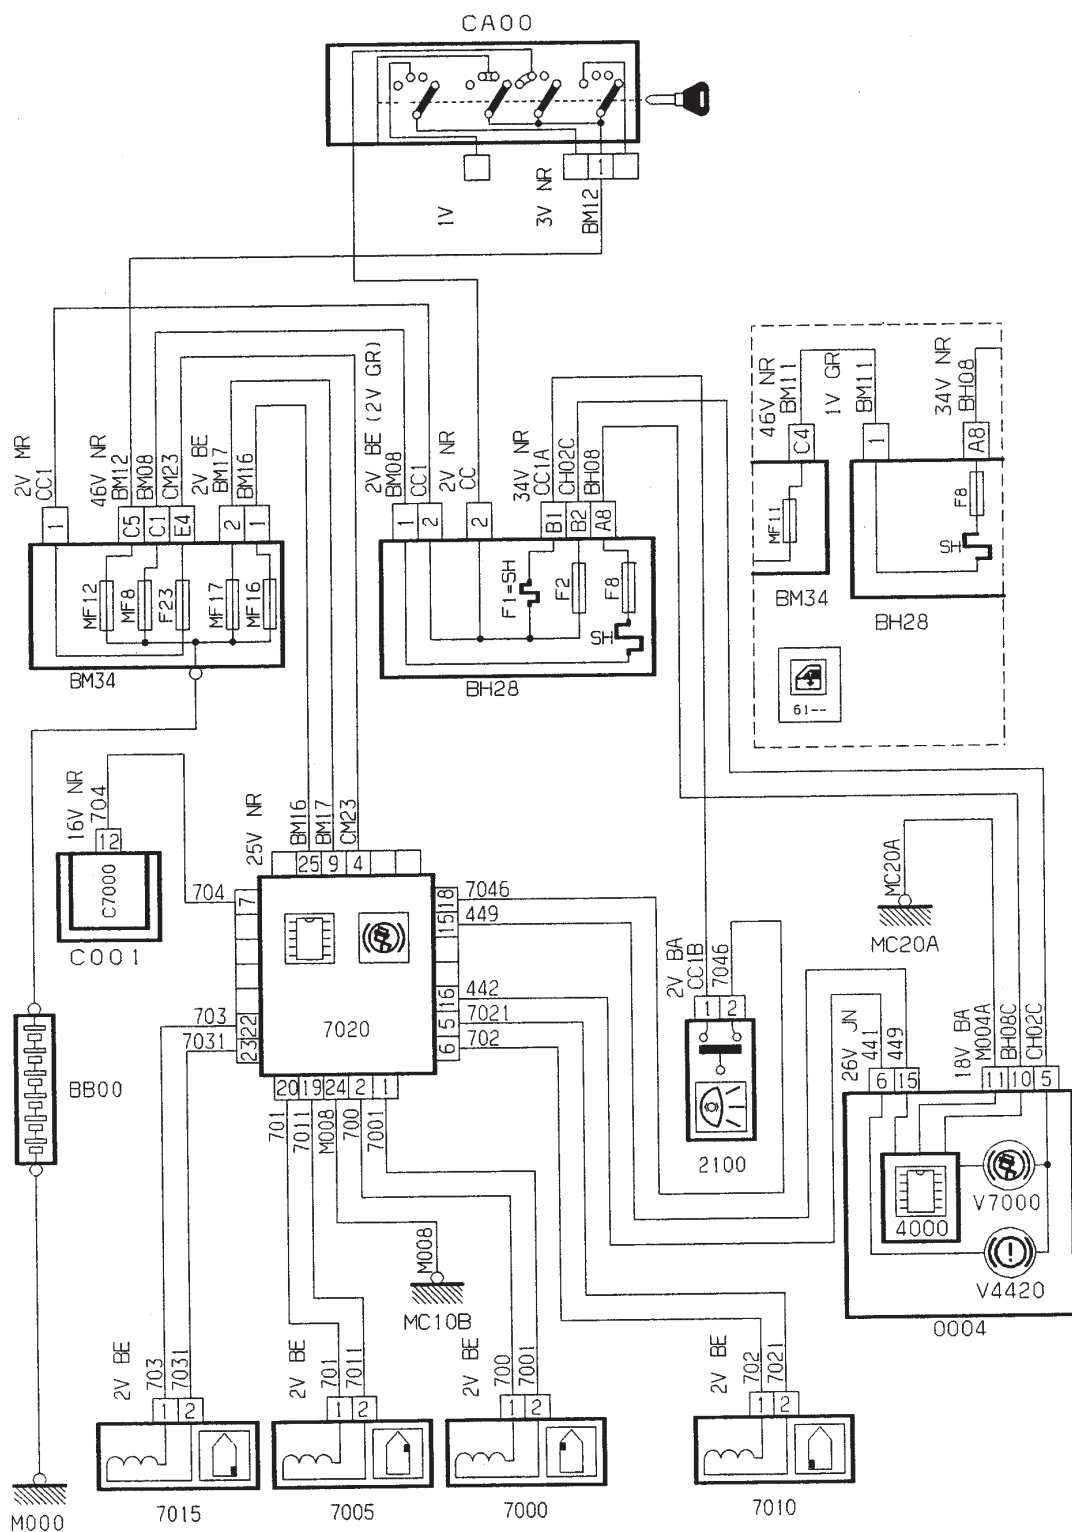 CA00
1
1V
3V NR
BM12
2V MR
CC1
46V NR
BM12
BM08
CM23
2V BE
BM17
BM16
2V BE (2V GR)
BM08
CC1
2V NR
CC
34V NR
CC1A
CH02C
BH08
46V NR
BM11
1V GR
BM11
34V NR
BH08
C4
1
A8
MF11
F8
SH
BM34
BH28
61--
1
C5
C1
E4
2
1
MF12
MF8
F23
MF17
MF16
BM34
1
2
2
B1
B2
A8
F1=SH
F2
F8
SH
BH28
16V NR
704
12
C7000
C001
25V NR
BM16
BM17
CM23
25
9
4
704
7
18
7046
15
449
16
442
5
7021
6
702
703
22
7031
23
7020
20
19
24
2
1
701
7011
M008
700
7001
BB00
MC20A
MC20A
2V BA
CC1B
7046
1
2
2100
26V JN
441
449
18V BA
M004A
BH08C
CH02C
6
15
11
10
5
4000
V7000
V4420
0004
M008
MC10B
2V BE
703
7031
2V BE
701
7011
2V BE
700
7001
2V BE
702
7021
1
2
1
2
1
2
1
2
M000
7015
7005
7000
7010